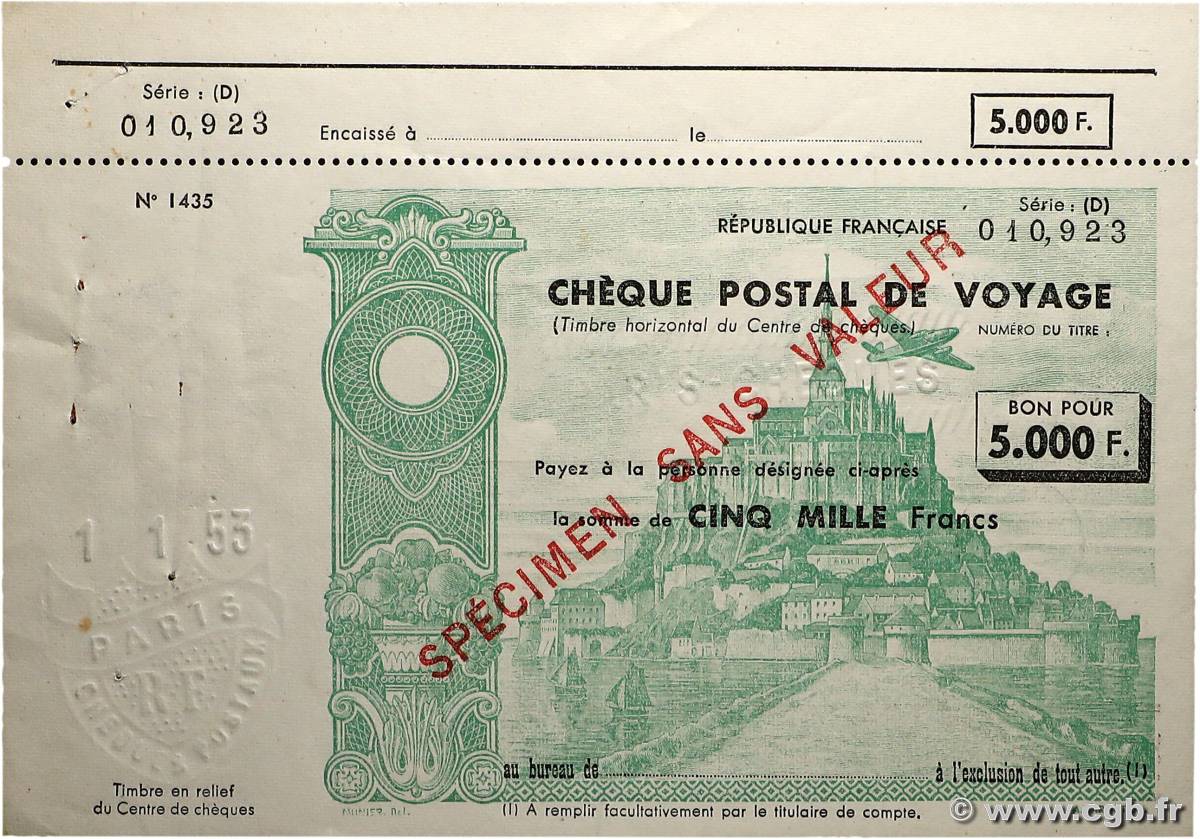 Série : (D)
010,923
Encaissé à
le
5.000 F.
N° 1435
Série : (D)
RÉPUBLIQUE FRANÇAISE
010,923
CHÈQUE POSTAL DE VOYAGE
(Timbre horizontal du Centre de chèques.)
NUMÉRO DU TITRE :
BON POUR
5.000 F.
Payez à la personne désignée ci-après
la somme de CINQ MILLE Francs
SPÉCIMEN SANS VALEUR
1 1 53
PARIS
R F
POSTAUX
au bureau de
à l'exclusion de tout autre.(1)
Timbre en relief
du Centre de chèques
MUNIER. Del.
(I) A remplir facultativement par le titulaire de compte.
© www.cgb.fr